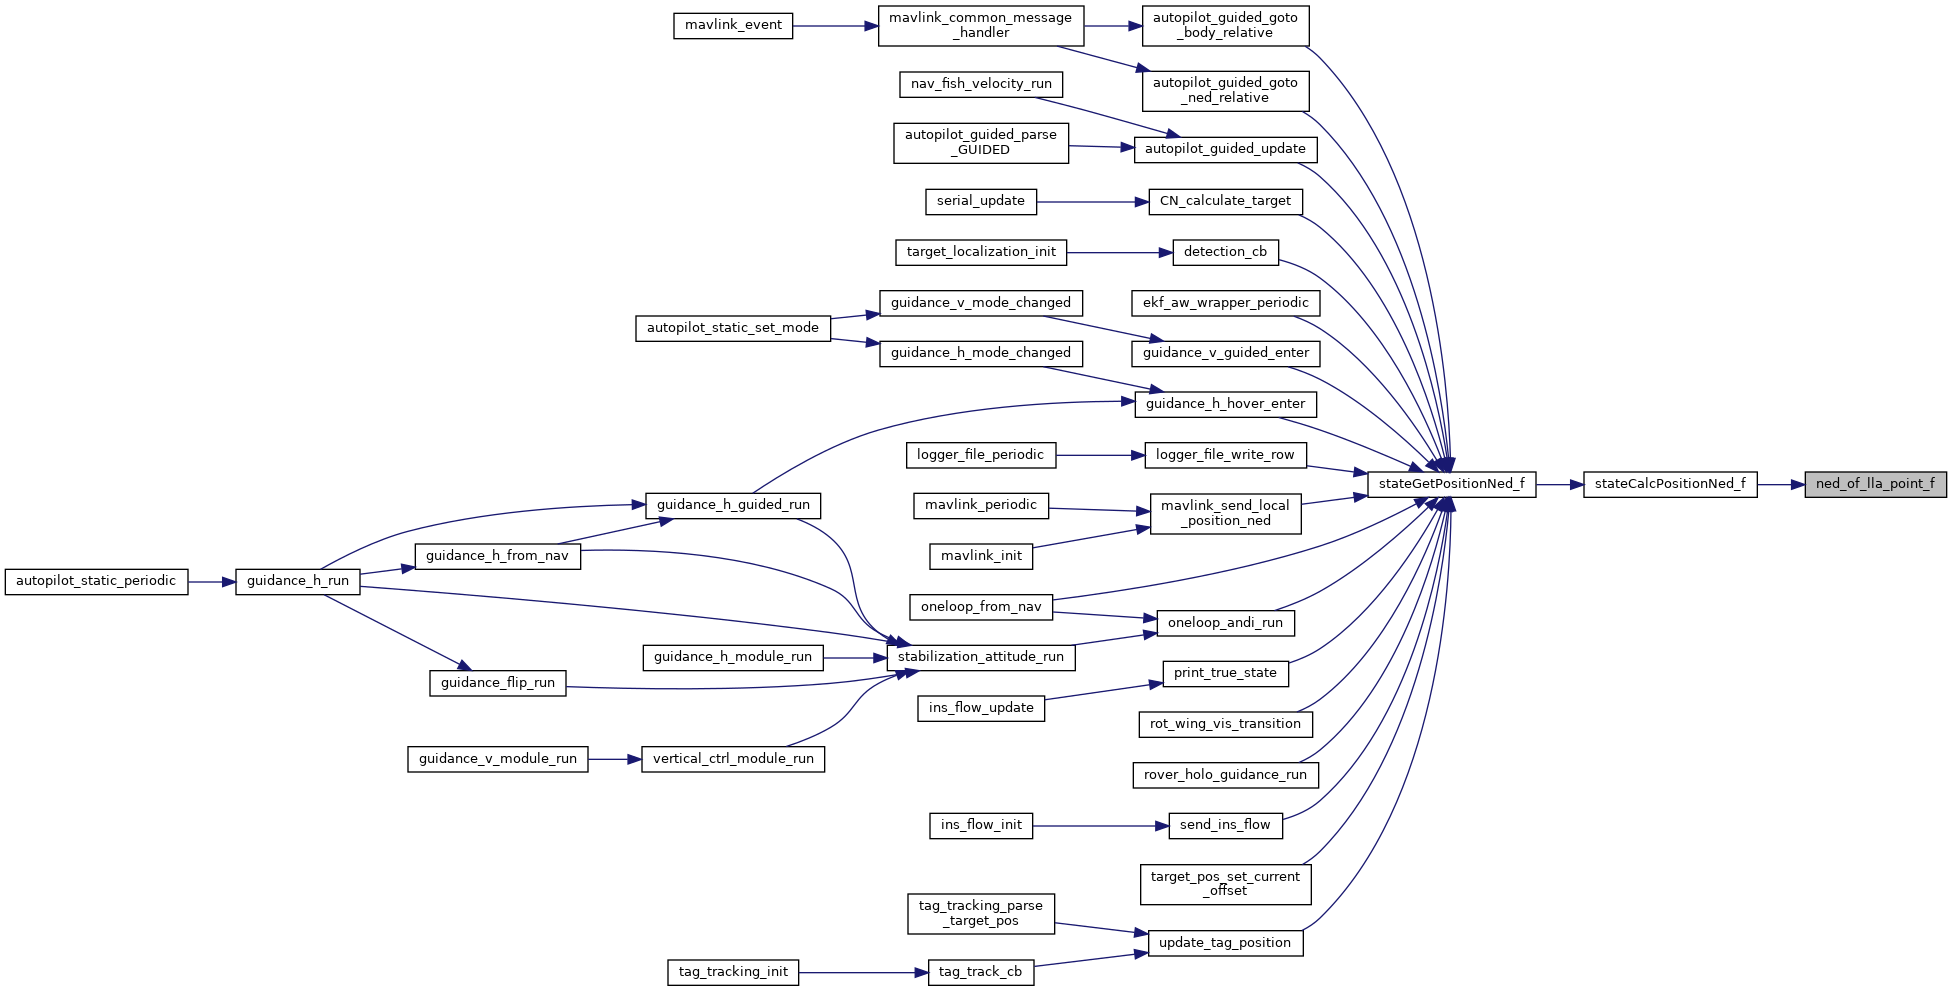 mavlink_event
mavlink_common_message
_handler
autopilot_guided_goto
_body_relative
nav_fish_velocity_run
autopilot_guided_goto
_ned_relative
autopilot_guided_parse
_GUIDED
autopilot_guided_update
serial_update
CN_calculate_target
target_localization_init
detection_cb
autopilot_static_set_mode
guidance_v_mode_changed
ekf_aw_wrapper_periodic
guidance_h_mode_changed
guidance_v_guided_enter
guidance_h_hover_enter
logger_file_periodic
logger_file_write_row
stateGetPositionNed_f
stateCalcPositionNed_f
ned_of_lla_point_f
guidance_h_guided_run
mavlink_periodic
mavlink_send_local
_position_ned
guidance_h_from_nav
mavlink_init
autopilot_static_periodic
guidance_h_run
oneloop_from_nav
oneloop_andi_run
guidance_h_module_run
stabilization_attitude_run
guidance_flip_run
print_true_state
ins_flow_update
rot_wing_vis_transition
guidance_v_module_run
vertical_ctrl_module_run
rover_holo_guidance_run
ins_flow_init
send_ins_flow
target_pos_set_current
_offset
tag_tracking_parse
_target_pos
update_tag_position
tag_tracking_init
tag_track_cb